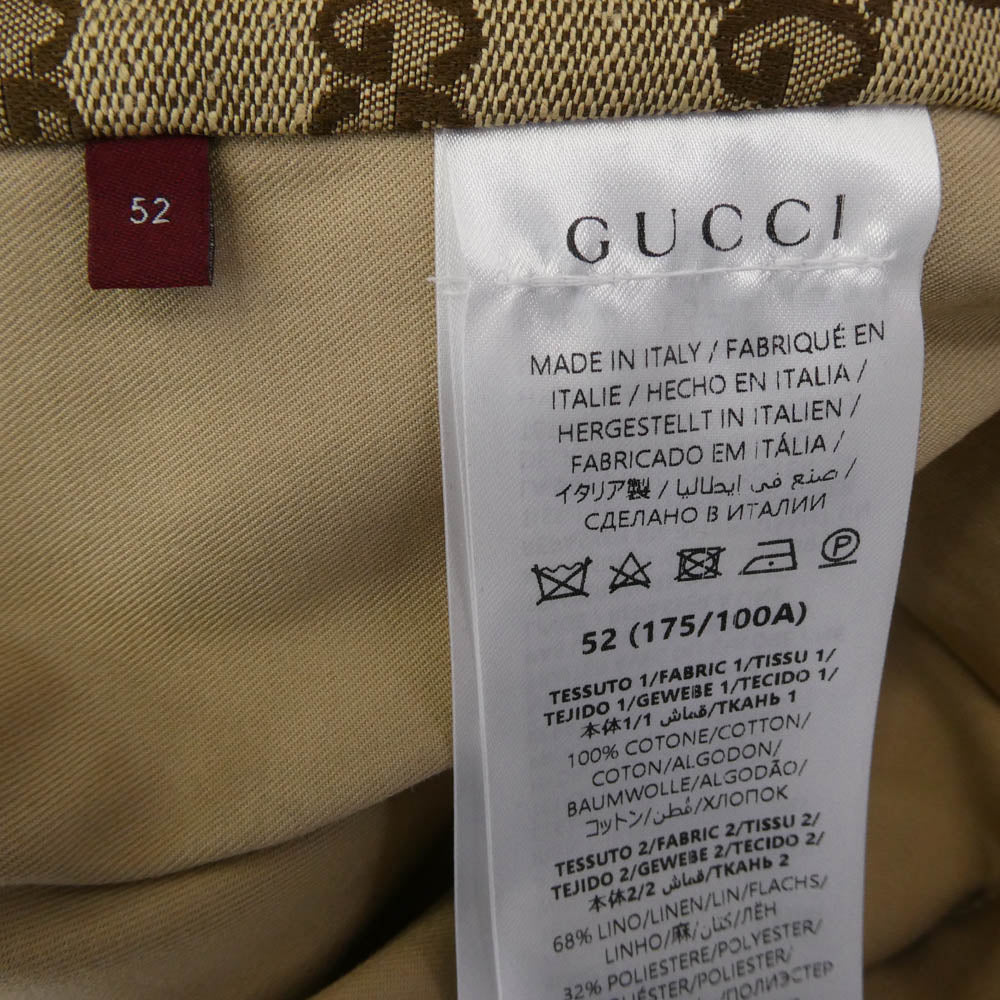 52
GUCCI
MADE IN ITALY / FABRIQUÉ EN
ITALIE / HECHO EN ITALIA /
HERGESTELLT IN ITALIEN /
FABRICADO EM ITÁLIA /
イタリア製 / صنع في إيطاليا /
СДЕЛАНО В ИТАЛИИ
P
52 (175/100A)
TESSUTO 1/FABRIC 1/TISSU 1/
TEJIDO 1/GEWEBE 1/TECIDO 1/
本体1/1 قماش/ТКАНЬ 1
100% COTONE/COTTON/
COTON/ALGODON/
BAUMWOLLE/ALGODÃO/
コットン/قُطن/ХЛОПОК
TESSUTO 2/FABRIC 2/TISSU 2/
TEJIDO 2/GEWEBE 2/TECIDO 2/
本体2/2 قماش/ТКАНЬ 2
68% LINO/LINEN/LIN/FLACHS/
LINHO/麻/كتان/ЛЁН
32% POLIESTERE/POLYESTER/
POLIESTER/
/ПОЛИЭСТЕР